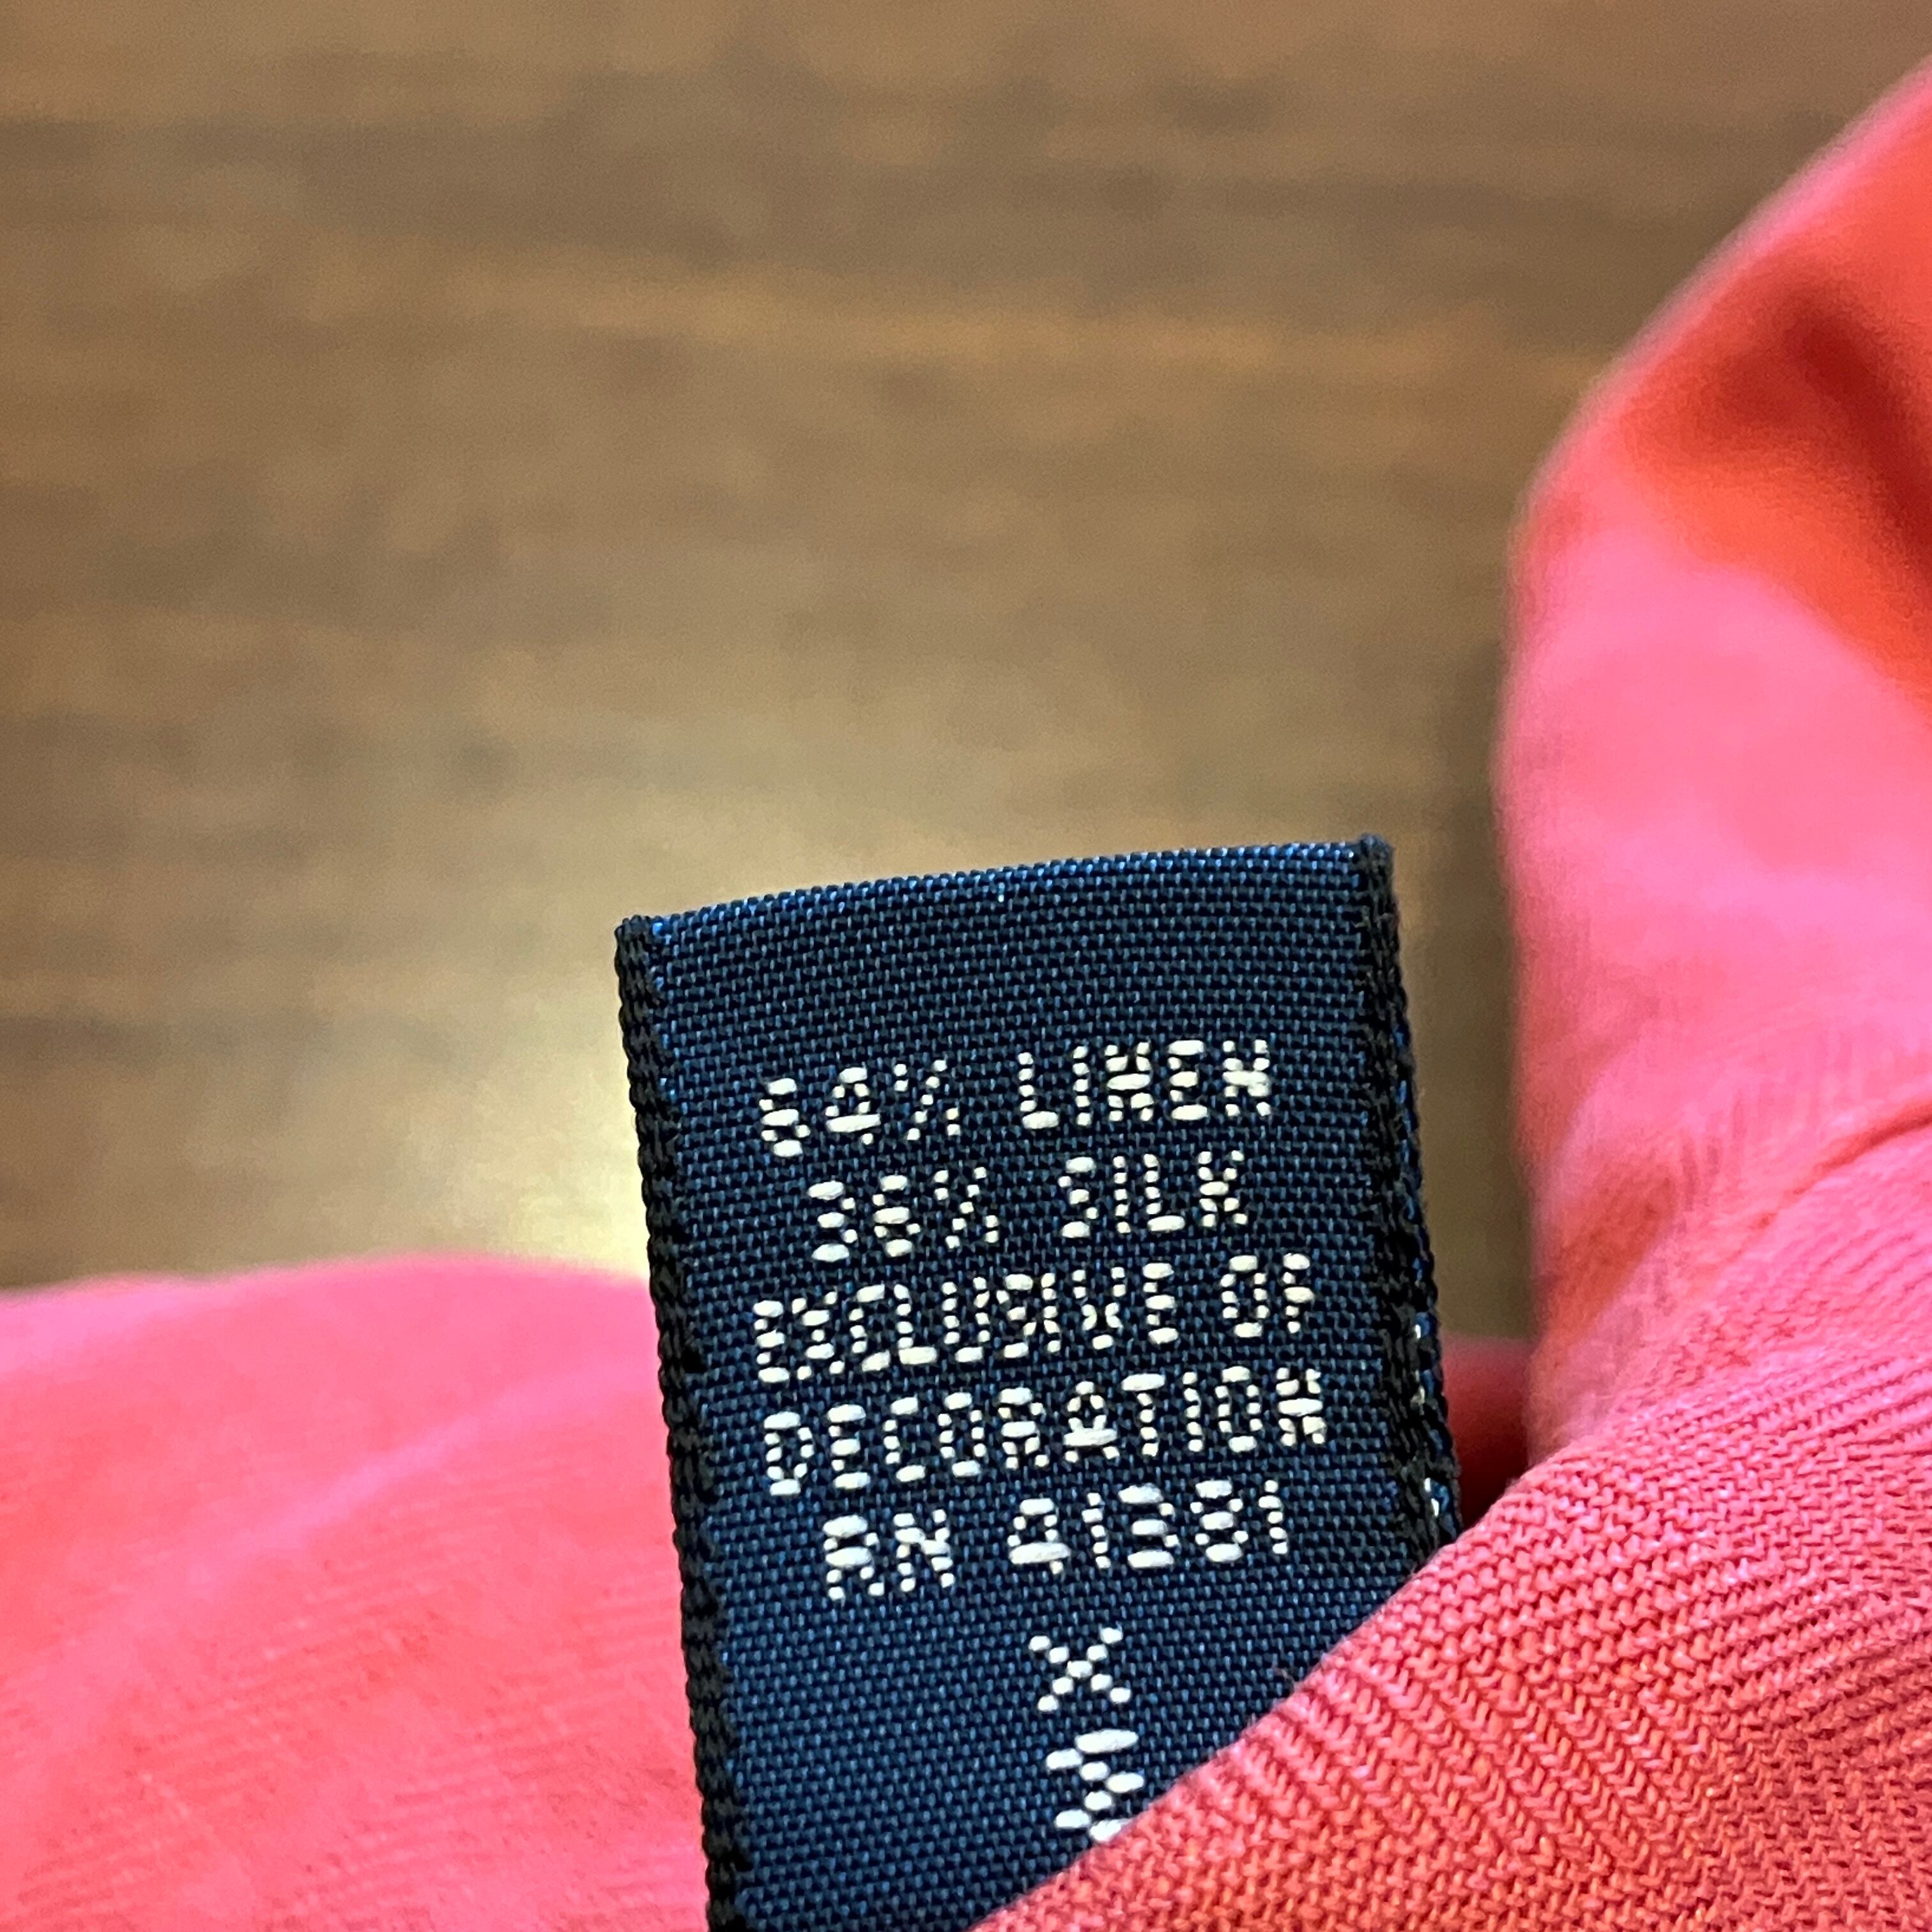 64% LINEN
36% SILK
EXCLUSIVE OF
DECORATION
RN 41381